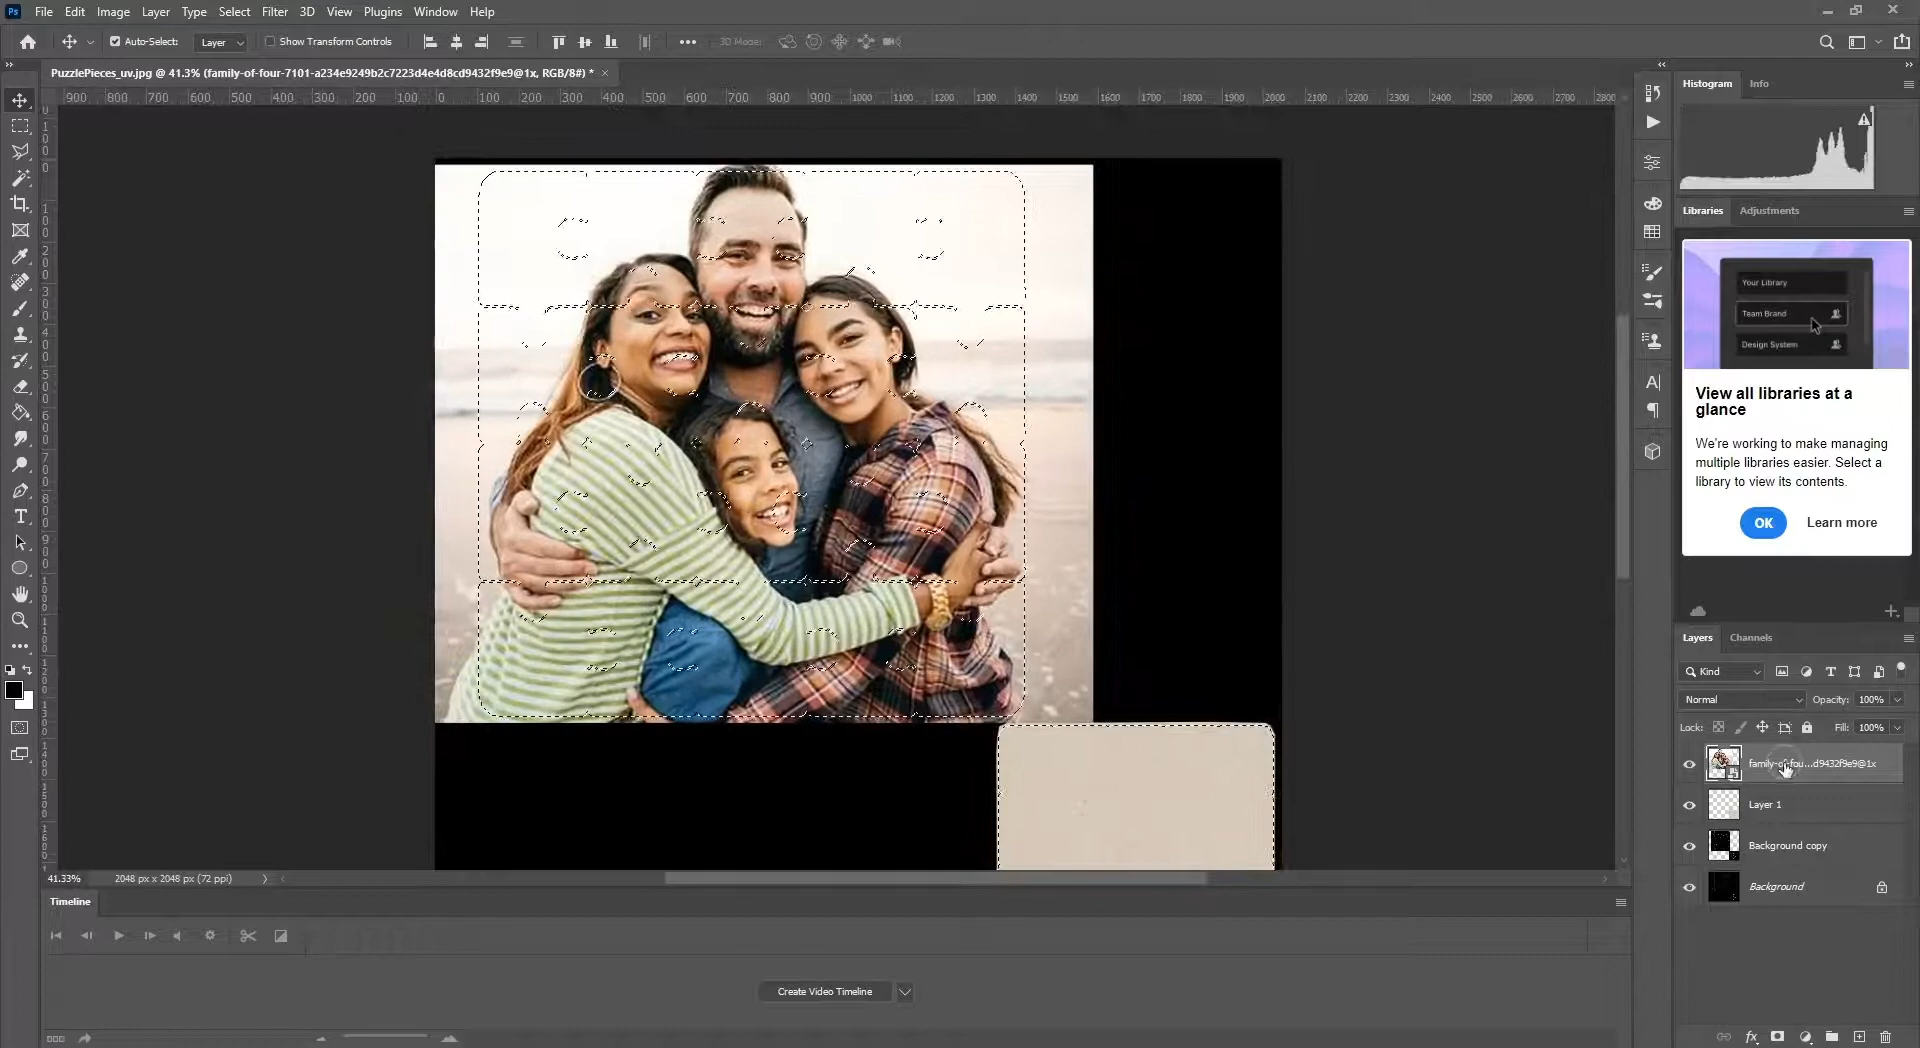 Ps File Edit Image Layer Type Select Filter 3D View Plugins Window Help
Auto-Select: Layer Show Transform Controls 3D Mode:
PuzzlePieces_uv.jpg @ 41.3% (family-of-four-7101-a234e9249b2c7223d4e4d8cd9432f9e9@1x, RGB/8#) *
900 800 700 600 500 400 300 200 100 0 100 200 300 400 500 600 700 800 900 1000 1100 1200 1300 1400 1500 1600 1700 1800 1900 2000 2100 2200 2300 2400 2500 2600 2700 2800
Histogram Info
Libraries Adjustments
Your Library
Team Brand
Design System
View all libraries at a
glance
We're working to make managing
multiple libraries easier. Select a
library to view its contents.
OK Learn more
Layers Channels
Kind
Normal Opacity: 100%
Lock: Fill: 100%
family-of-fou...d9432f9e9@1x
Layer 1
Background copy
Background
41.33% 2048 px x 2048 px (72 ppi)
Timeline
Create Video Timeline